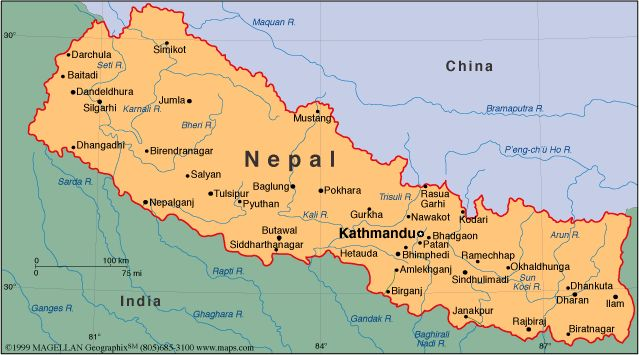 Maquan R.
30°
30°
Simikot
Darchula
Seti R.
China
Baitadi
Dandeldhura
Jumla
Silgarhi
Karnali R.
Bramaputra R.
Mustang
Bheri R.
Dhangadhi
Birendranagar
Nepal
P'eng-ch'ü Ho R.
Sarda R.
Salyan
Tulsipur
Baglung
Pokhara
Trisuli R.
Rasua
Garhi
Nepalganj
Pyuthan
Kali R.
Gurkha
Nawakot
Kodari
Butawal
Kathmandu
Bhadgaon
Arun R.
Siddharthanagar
Patan
Hetauda
Bhimphedi
Ramechhap
0
100 km
0
75 mi
Rapti R.
Amlekhganj
Okhaldhunga
Sindhulimadi
Sun
Kosi R.
Dhankuta
30°
30°
India
Birganj
Dharan
Ilam
Ganges R.
Ghaghara R.
Gandak R.
Janakpur
Rajbiraj
Baghirali
Nadi R.
Biratnagar
81°
84°
87°
©1999 MAGELLAN Geographix℠ (805)685-3100 www.maps.com